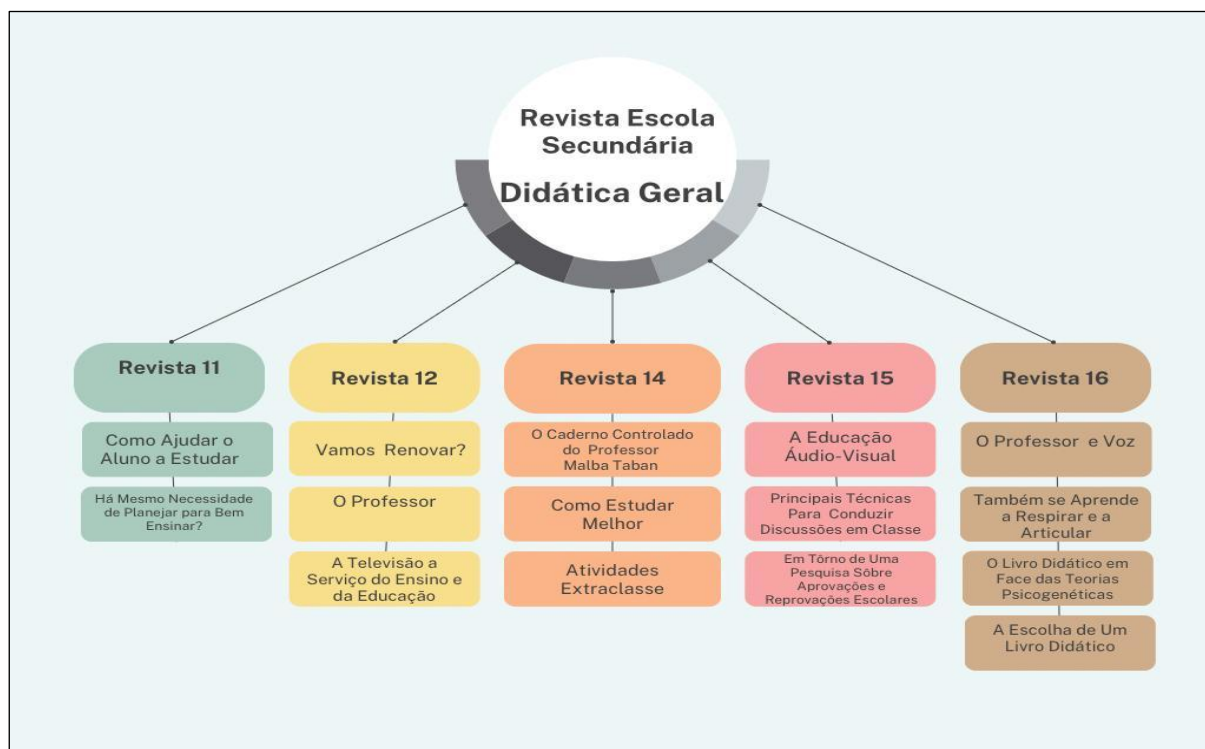 Revista Escola
Secundária
Didática Geral
Revista 11
Como Ajudar o
Aluno a Estudar
Há Mesmo Necessidade
de Planejar para Bem
Ensinar?
Revista 12
Vamos Renovar?
O Professor
A Televisão a
Serviço do Ensino e
da Educação
Revista 14
O Caderno Controlado
do Professor
Malba Taban
Como Estudar
Melhor
Atividades
Extraclasse
Revista 15
A Educação
Áudio-Visual
Principais Técnicas
Para Conduzir
Discussões em Classe
Em Tôrno de Uma
Pesquisa Sôbre
Aprovações e
Reprovações Escolares
Revista 16
O Professor e Voz
Também se Aprende
a Respirar e a
Articular
O Livro Didático em
Face das Teorias
Psicogenéticas
A Escolha de Um
Livro Didático